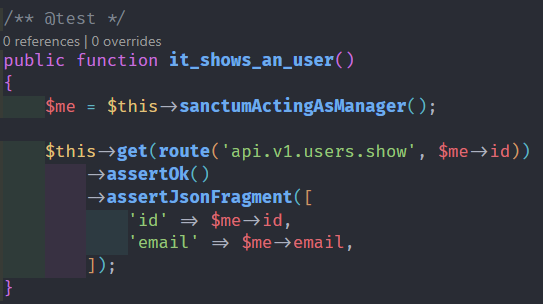 /** @test */
0 references | 0 overrides
public function it_shows_an_user()
{
    $me = $this->sanctumActingAsManager();

    $this->get(route('api.v1.users.show', $me->id))
        ->assertOk()
        ->assertJsonFragment([
            'id' => $me->id,
            'email' => $me->email,
        ]);
}